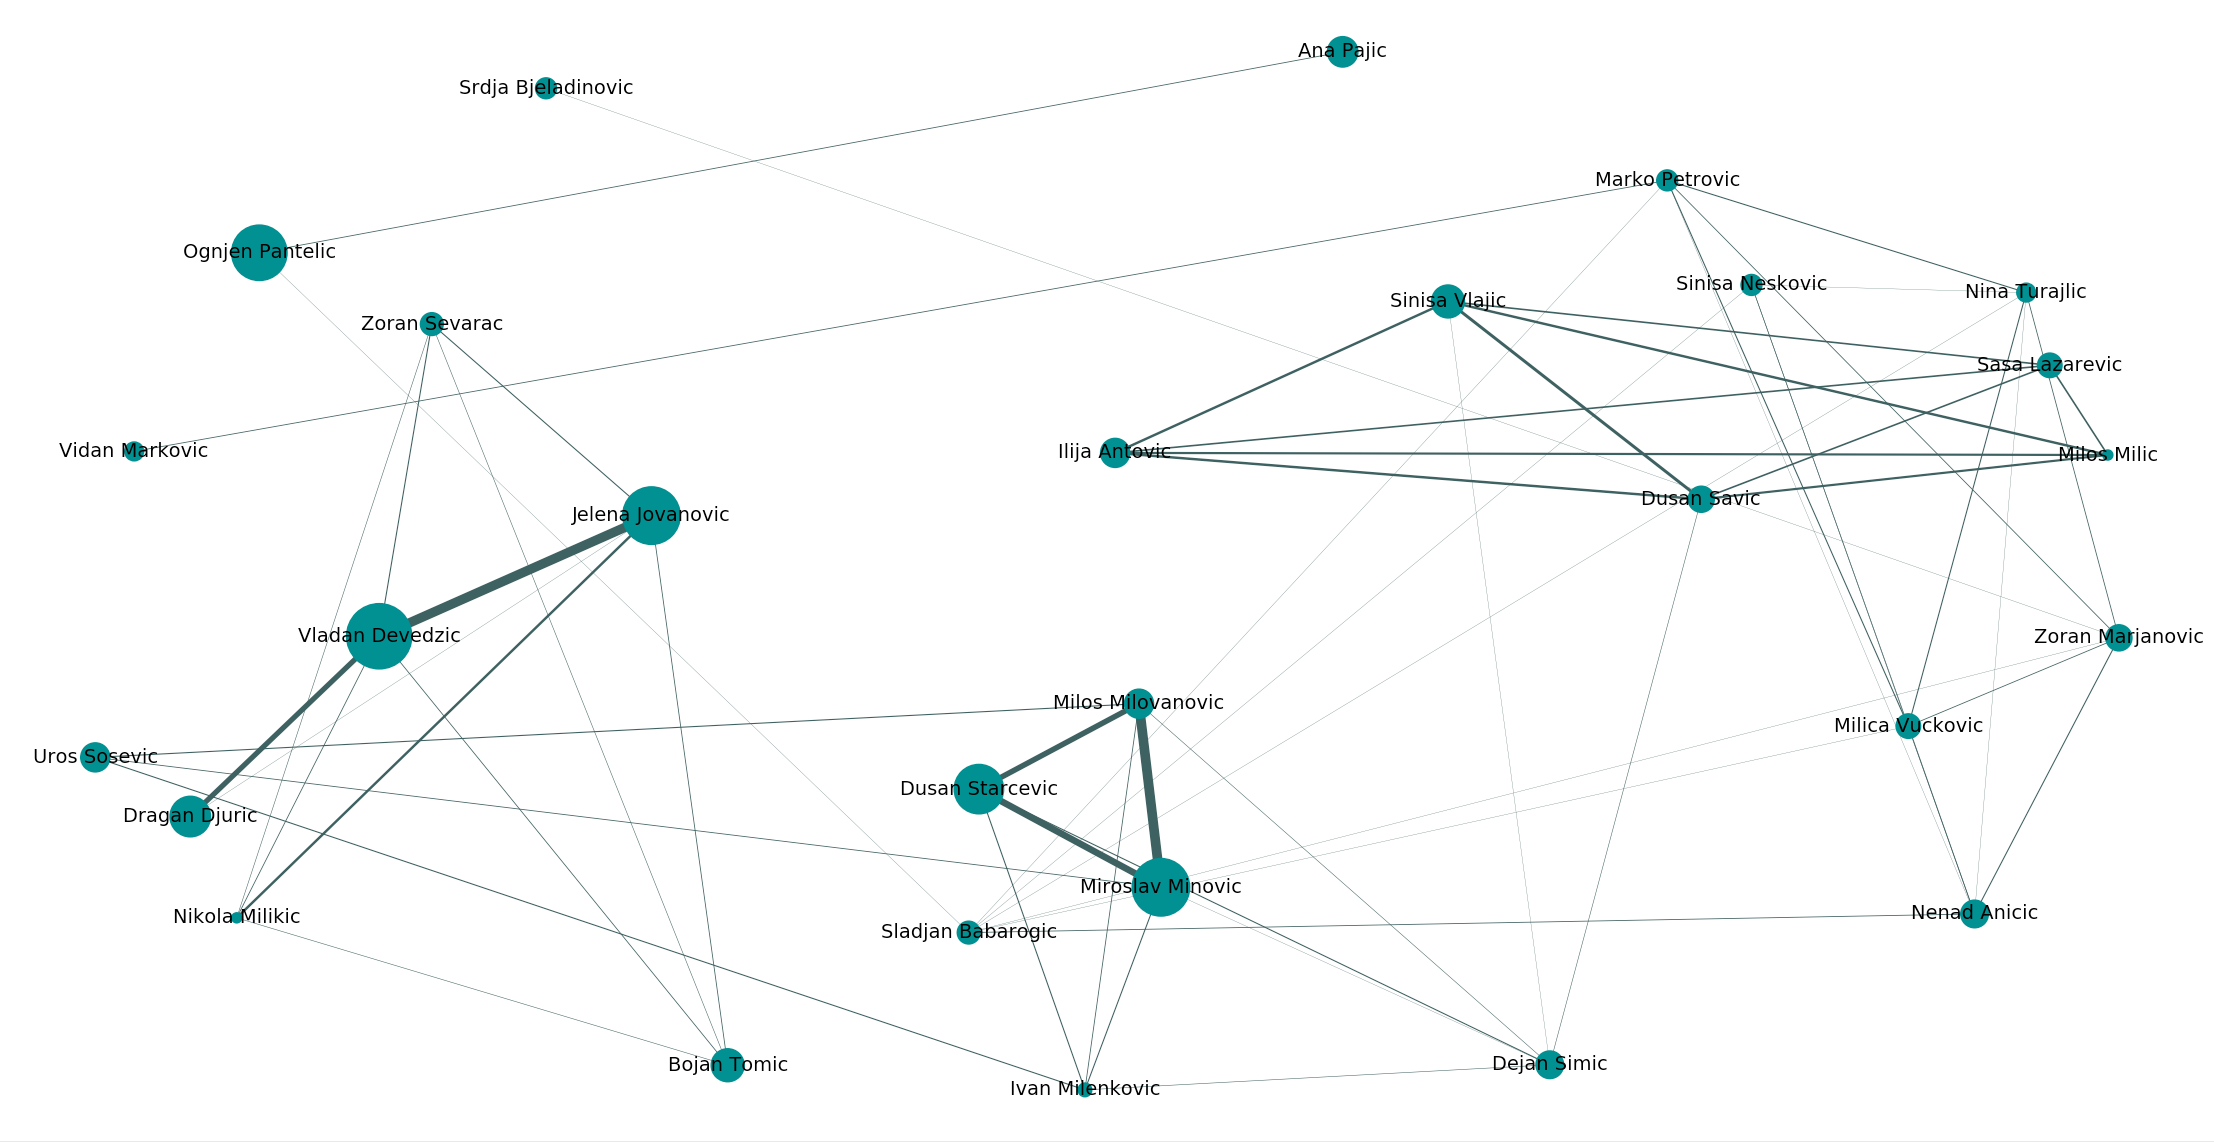 Ana Pajic
Srdja Bjeladinovic
Marko Petrovic
Ognjen Pantelic
Sinisa Neskovic
Nina Turajlic
Sinisa Vlajic
Zoran Sevarac
Sasa Lazarevic
Vidan Markovic
Ilija Antovic
Milos Milic
Dusan Savic
Jelena Jovanovic
Vladan Devedzic
Zoran Marjanovic
Milos Milovanovic
Milica Vuckovic
Uros Sosevic
Dusan Starcevic
Dragan Djuric
Miroslav Minovic
Nenad Anicic
Nikola Milikic
Sladjan Babarogic
Bojan Tomic
Dejan Simic
Ivan Milenkovic